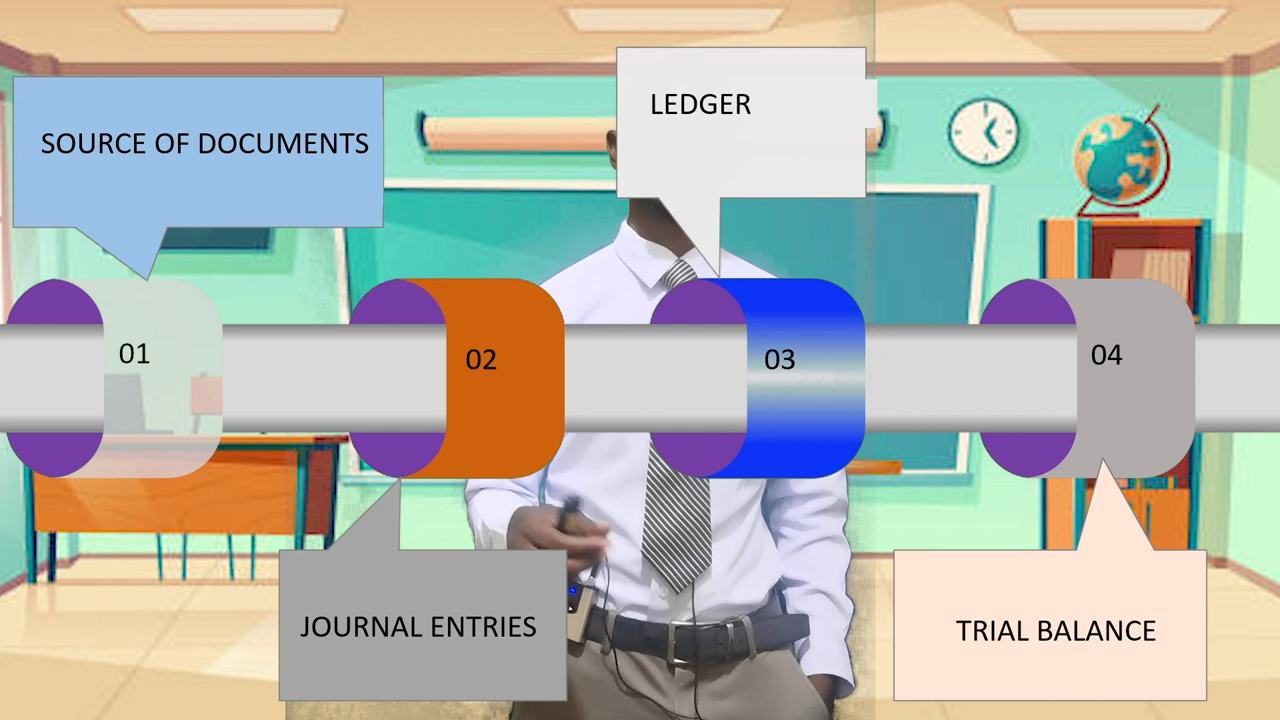 SOURCE OF DOCUMENTS
LEDGER
01
02
03
04
JOURNAL ENTRIES
TRIAL BALANCE